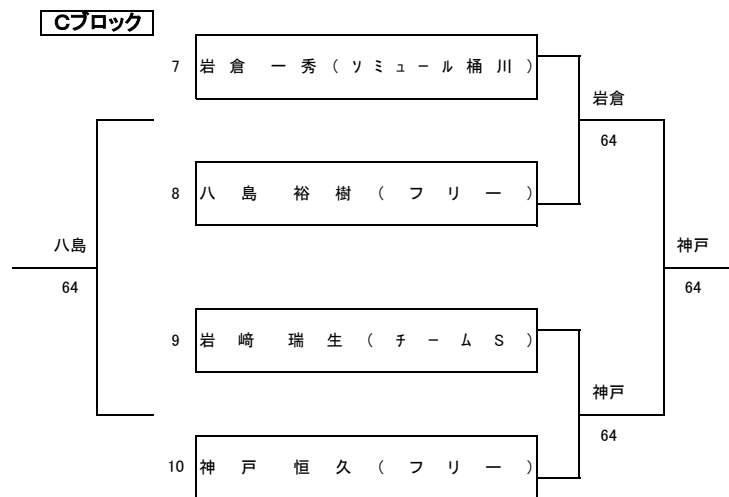 Cブロック
7 岩倉一秀(ソミュール桶川)
岩倉
64
8 八島裕樹(フリー)
八島
64
神戸
64
9 岩﨑瑞生(チームS)
神戸
64
10 神戸恒久(フリー)